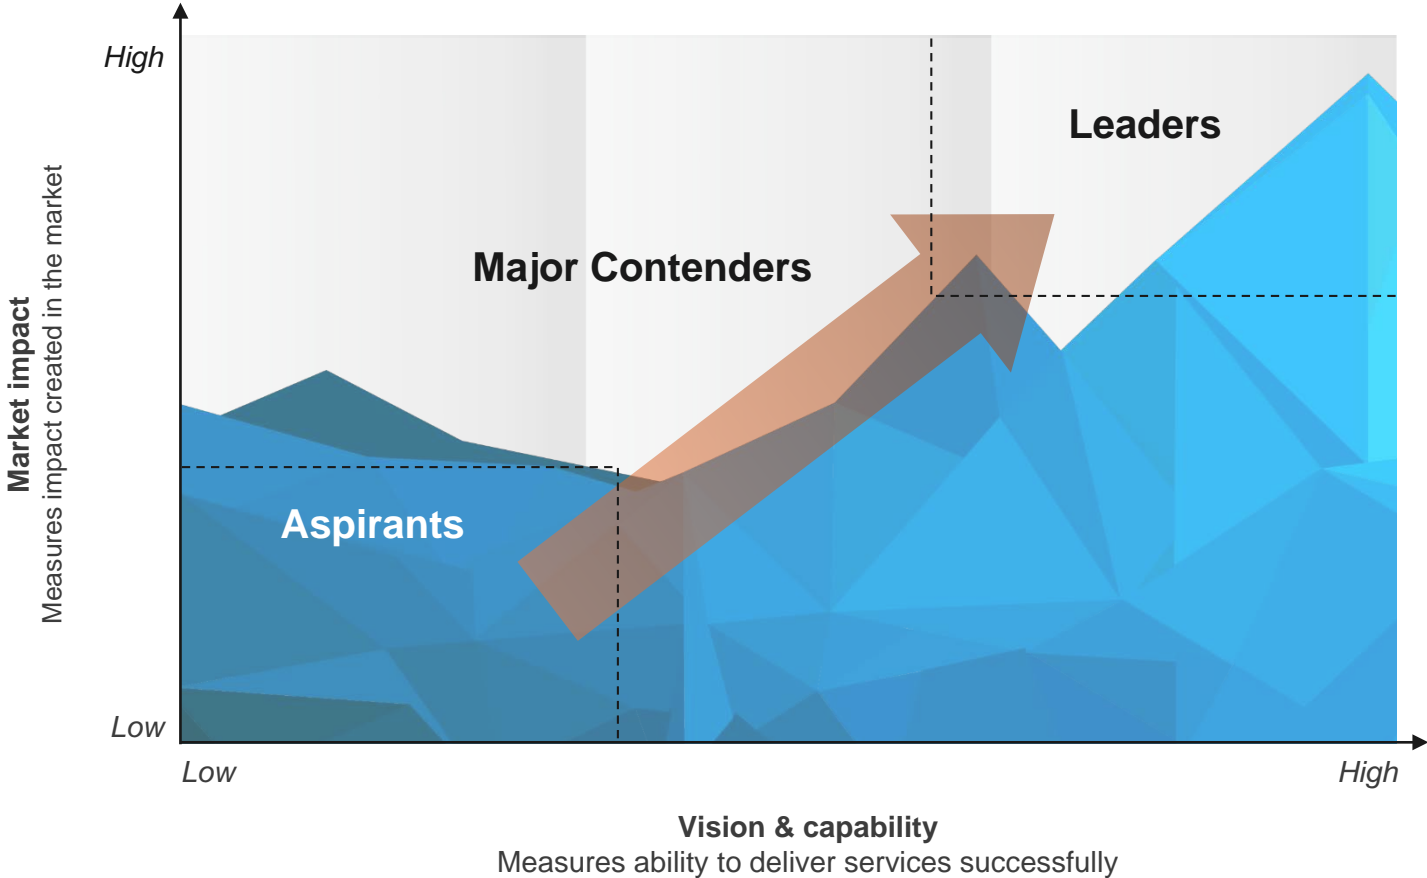 High
Leaders
Major Contenders
Market impact
Measures impact created in the market
Aspirants
Low
Low
High
Vision & capability
Measures ability to deliver services successfully